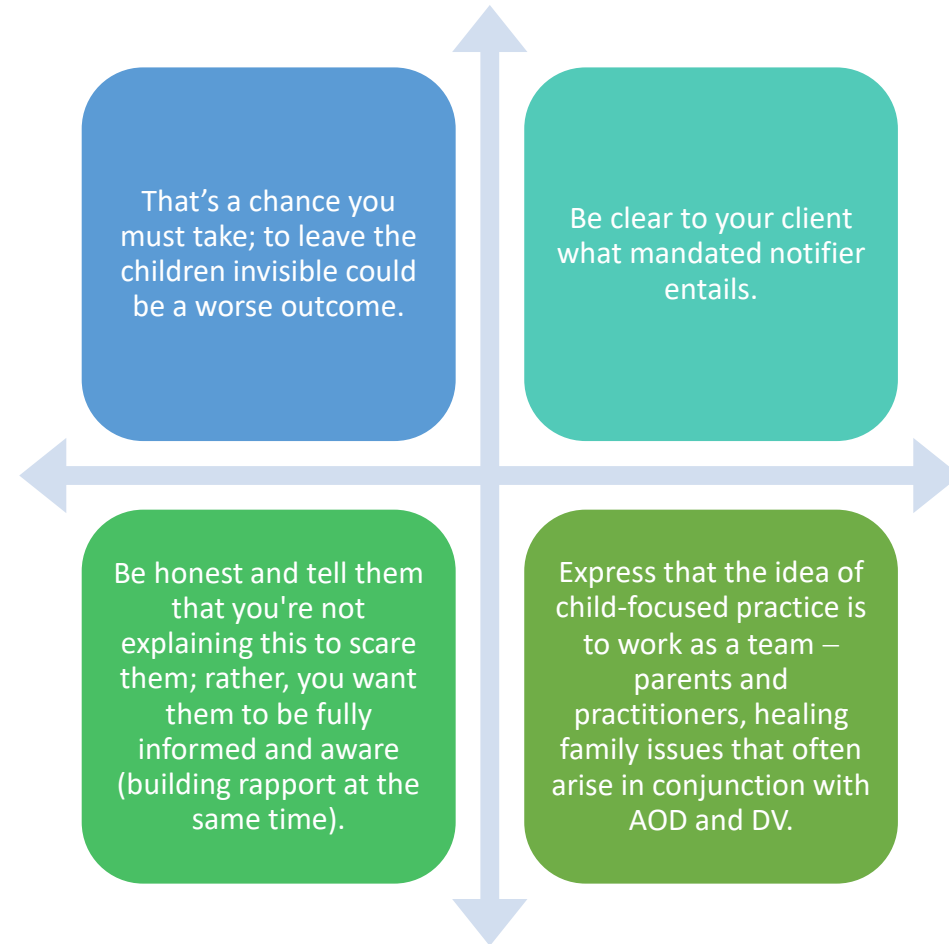 That’s a chance you
must take; to leave the
children invisible could
be a worse outcome.
Be clear to your client
what mandated notifier
entails.
Be honest and tell them
that you're not
explaining this to scare
them; rather, you want
them to be fully
informed and aware
(building rapport at the
same time).
Express that the idea of
child-focused practice is
to work as a team –
parents and
practitioners, healing
family issues that often
arise in conjunction with
AOD and DV.